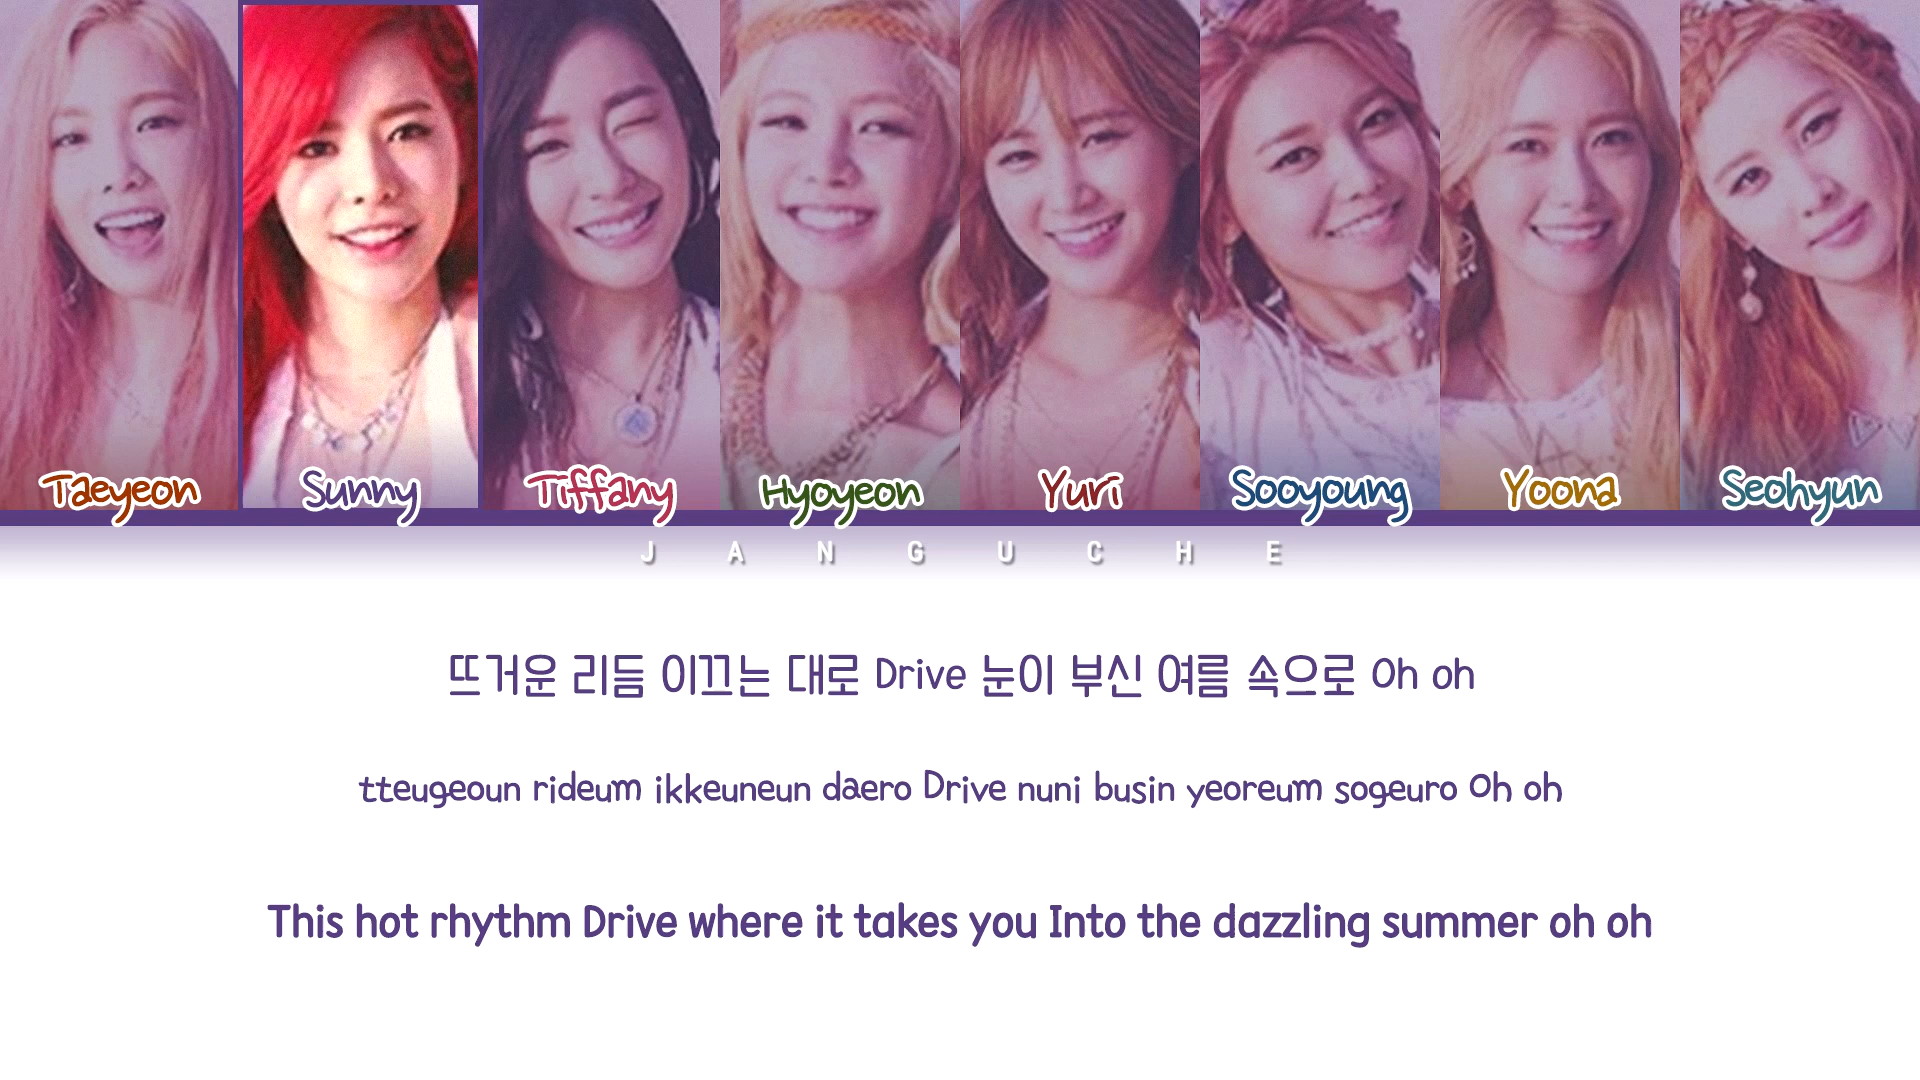 Taeyeon Sunny Tiffany Hyoyeon Yuri Sooyoung Yoona Seohyun
JANGUCHE
뜨거운 리듬 이끄는 대로 Drive 눈이 부신 여름 속으로 Oh oh
tteugeoun rideum ikkeuneun daero Drive nuni busin yeoreum sogeuro Oh oh
This hot rhythm Drive where it takes you Into the dazzling summer oh oh